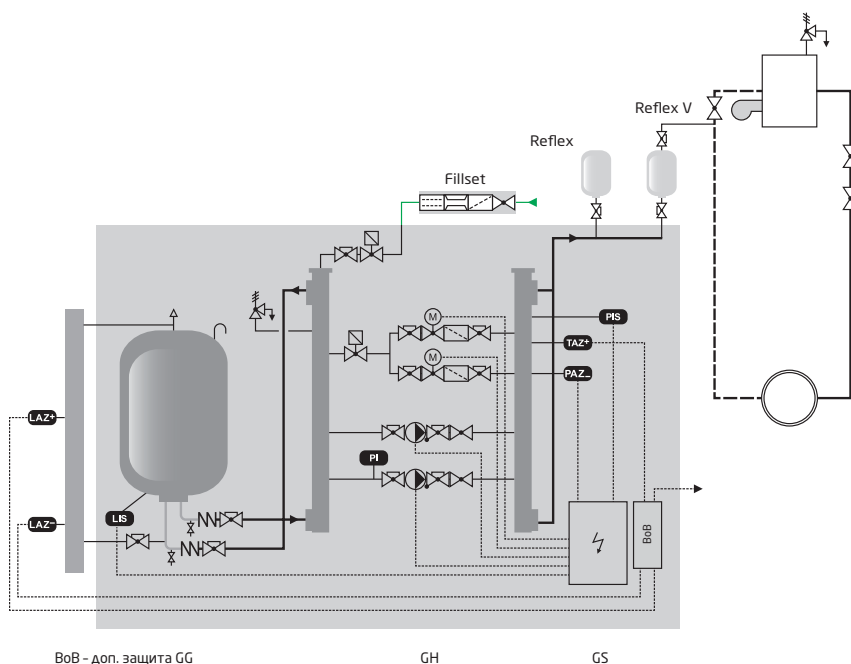 Reflex V
Reflex
Fillset
M
PIS
TAZ+
M
PAZ-
LAZ+
PI
LIS
LAZ-
BoB
BoB – доп. защита GG
GH
GS